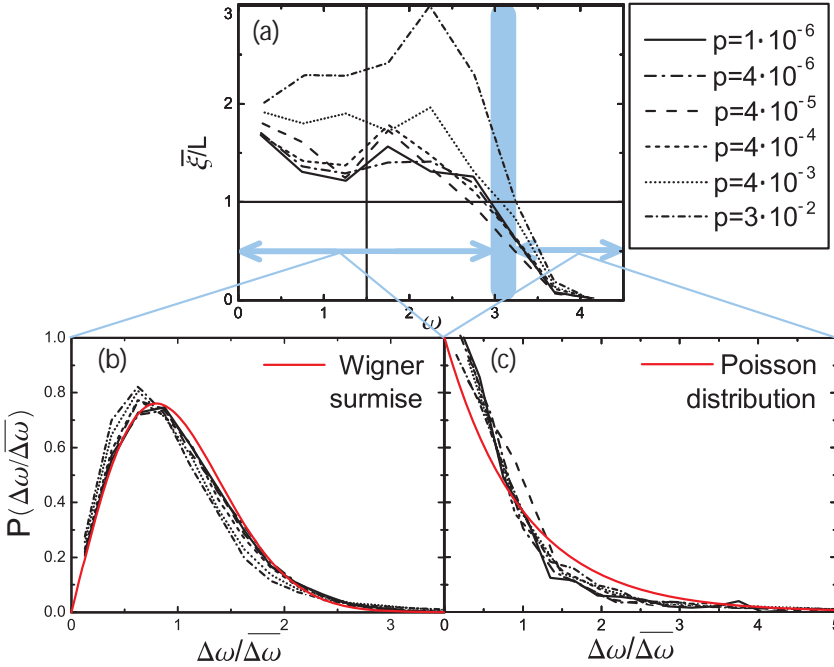 (a)
3
2
1
0
ξ̅/L
0
1
2
3
4
ω
p=1·10⁻⁶
p=4·10⁻⁶
p=4·10⁻⁵
p=4·10⁻⁴
p=4·10⁻³
p=3·10⁻²
(b)
Wigner
surmise
1.0
0.8
0.6
0.4
0.2
0.0
P(Δω/Δω̅)
0
1
2
3
Δω/Δω̅
(c)
Poisson
distribution
0
1
2
3
4
5
Δω/Δω̅